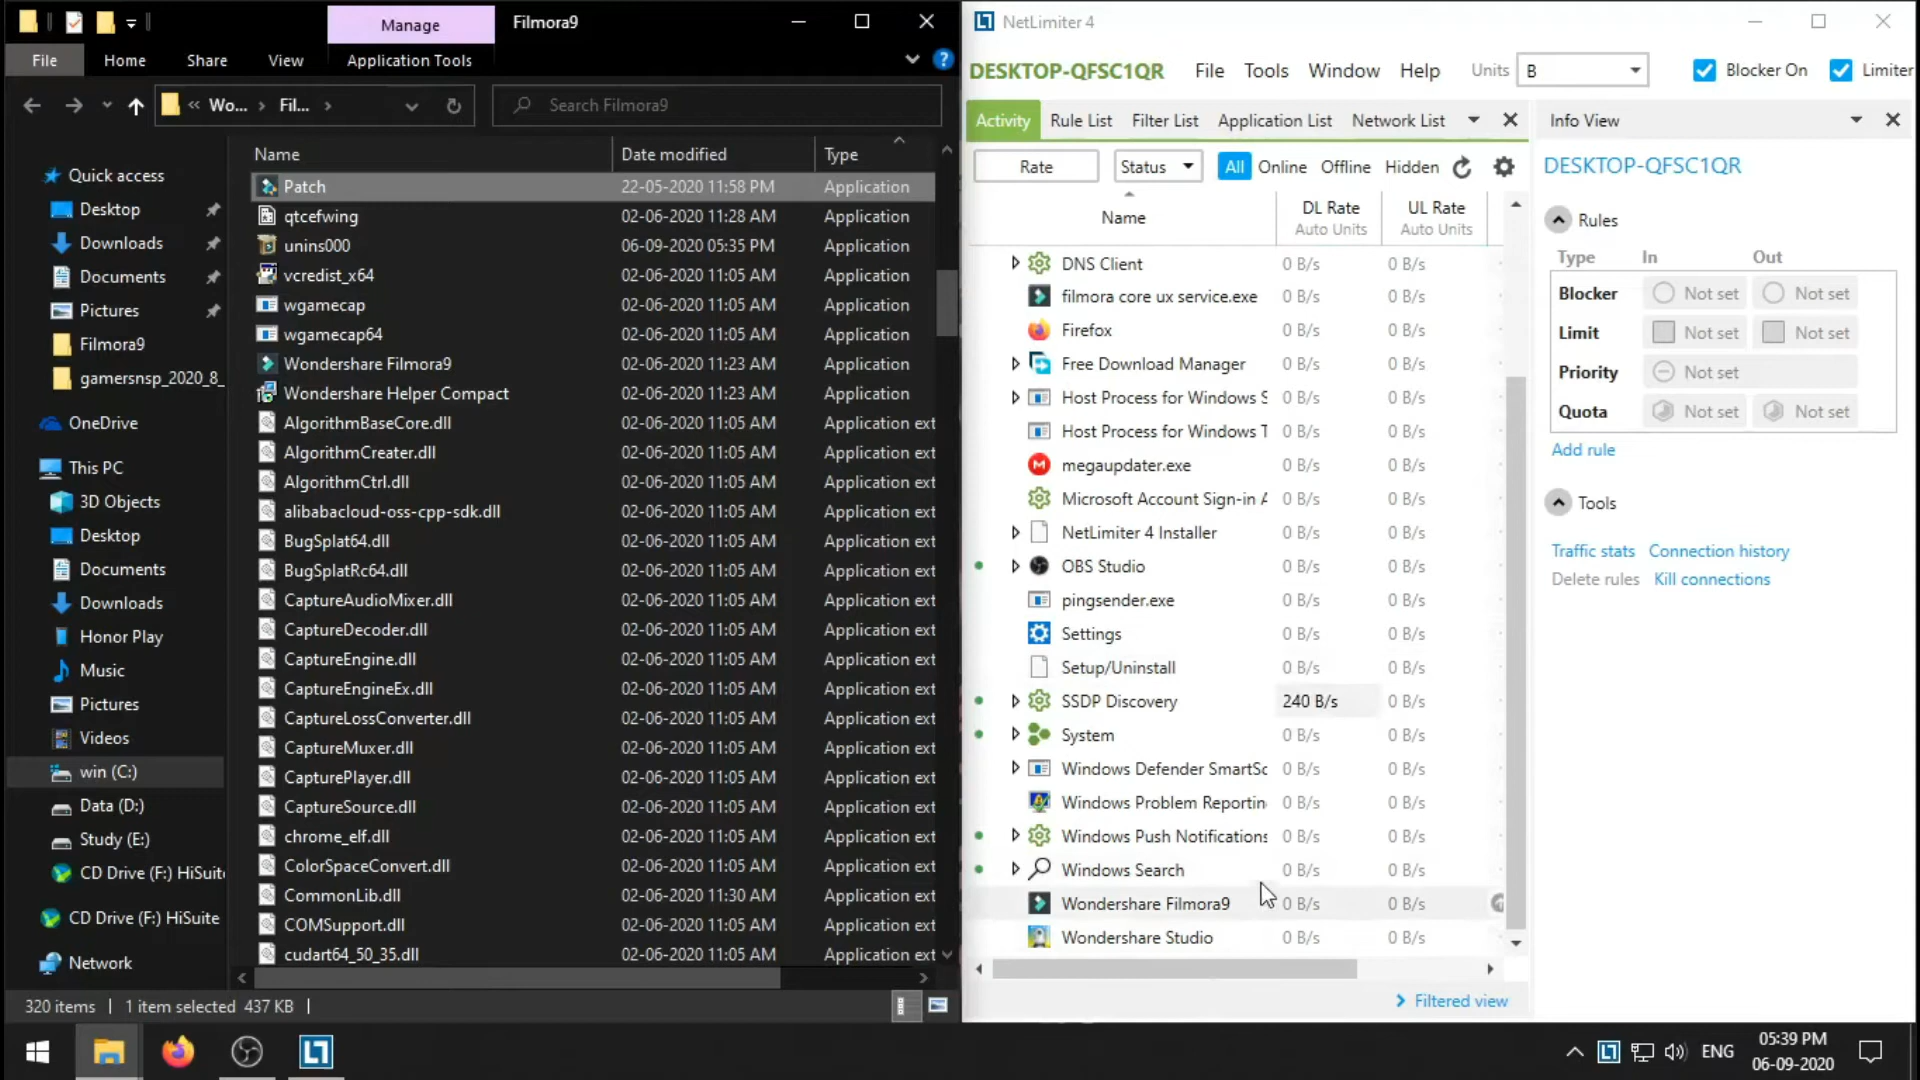 Manage
Filmora9
File
Home
Share
View
Application Tools
Wo...
Fil...
Search Filmora9
Name
Date modified
Type
Quick access
Desktop
Downloads
Documents
Pictures
Filmora9
gamersnsp_2020_8_
OneDrive
This PC
3D Objects
Desktop
Documents
Downloads
Honor Play
Music
Pictures
Videos
win (C:)
Data (D:)
Study (E:)
CD Drive (F:) HiSuite
CD Drive (F:) HiSuite
Network
Patch 22-05-2020 11:58 PM Application
qtcefwing 02-06-2020 11:28 AM Application
unins000 06-09-2020 05:35 PM Application
vcredist_x64 02-06-2020 11:05 AM Application
wgamecap 02-06-2020 11:05 AM Application
wgamecap64 02-06-2020 11:05 AM Application
Wondershare Filmora9 02-06-2020 11:23 AM Application
Wondershare Helper Compact 02-06-2020 11:23 AM Application
AlgorithmBaseCore.dll 02-06-2020 11:05 AM Application ext
AlgorithmCreater.dll 02-06-2020 11:05 AM Application ext
AlgorithmCtrl.dll 02-06-2020 11:05 AM Application ext
alibabacloud-oss-cpp-sdk.dll 02-06-2020 11:05 AM Application ext
BugSplat64.dll 02-06-2020 11:05 AM Application ext
BugSplatRc64.dll 02-06-2020 11:05 AM Application ext
CaptureAudioMixer.dll 02-06-2020 11:05 AM Application ext
CaptureDecoder.dll 02-06-2020 11:05 AM Application ext
CaptureEngine.dll 02-06-2020 11:05 AM Application ext
CaptureEngineEx.dll 02-06-2020 11:05 AM Application ext
CaptureLossConverter.dll 02-06-2020 11:05 AM Application ext
CaptureMuxer.dll 02-06-2020 11:05 AM Application ext
CapturePlayer.dll 02-06-2020 11:05 AM Application ext
CaptureSource.dll 02-06-2020 11:05 AM Application ext
chrome_elf.dll 02-06-2020 11:05 AM Application ext
ColorSpaceConvert.dll 02-06-2020 11:05 AM Application ext
CommonLib.dll 02-06-2020 11:30 AM Application ext
COMSupport.dll 02-06-2020 11:05 AM Application ext
cudart64_50_35.dll 02-06-2020 11:05 AM Application ext
320 items
1 item selected 437 KB
NetLimiter 4
DESKTOP-QFSC1QR
File
Tools
Window
Help
Units
B
Blocker On
Limiter
Activity
Rule List
Filter List
Application List
Network List
Rate
Status
All
Online
Offline
Hidden
Name
DL Rate
Auto Units
UL Rate
Auto Units
DNS Client 0 B/s 0 B/s
filmora core ux service.exe 0 B/s 0 B/s
Firefox 0 B/s 0 B/s
Free Download Manager 0 B/s 0 B/s
Host Process for Windows S 0 B/s 0 B/s
Host Process for Windows T 0 B/s 0 B/s
megaupdater.exe 0 B/s 0 B/s
Microsoft Account Sign-in A 0 B/s 0 B/s
NetLimiter 4 Installer 0 B/s 0 B/s
OBS Studio 0 B/s 0 B/s
pingsender.exe 0 B/s 0 B/s
Settings 0 B/s 0 B/s
Setup/Uninstall 0 B/s 0 B/s
SSDP Discovery 240 B/s 0 B/s
System 0 B/s 0 B/s
Windows Defender SmartSc 0 B/s 0 B/s
Windows Problem Reportin 0 B/s 0 B/s
Windows Push Notifications 0 B/s 0 B/s
Windows Search 0 B/s 0 B/s
Wondershare Filmora9 0 B/s 0 B/s
Wondershare Studio 0 B/s 0 B/s
Filtered view
Info View
DESKTOP-QFSC1QR
Rules
Type In Out
Blocker Not set Not set
Limit Not set Not set
Priority Not set
Quota Not set Not set
Add rule
Tools
Traffic stats Connection history
Delete rules Kill connections
ENG
05:39 PM
06-09-2020